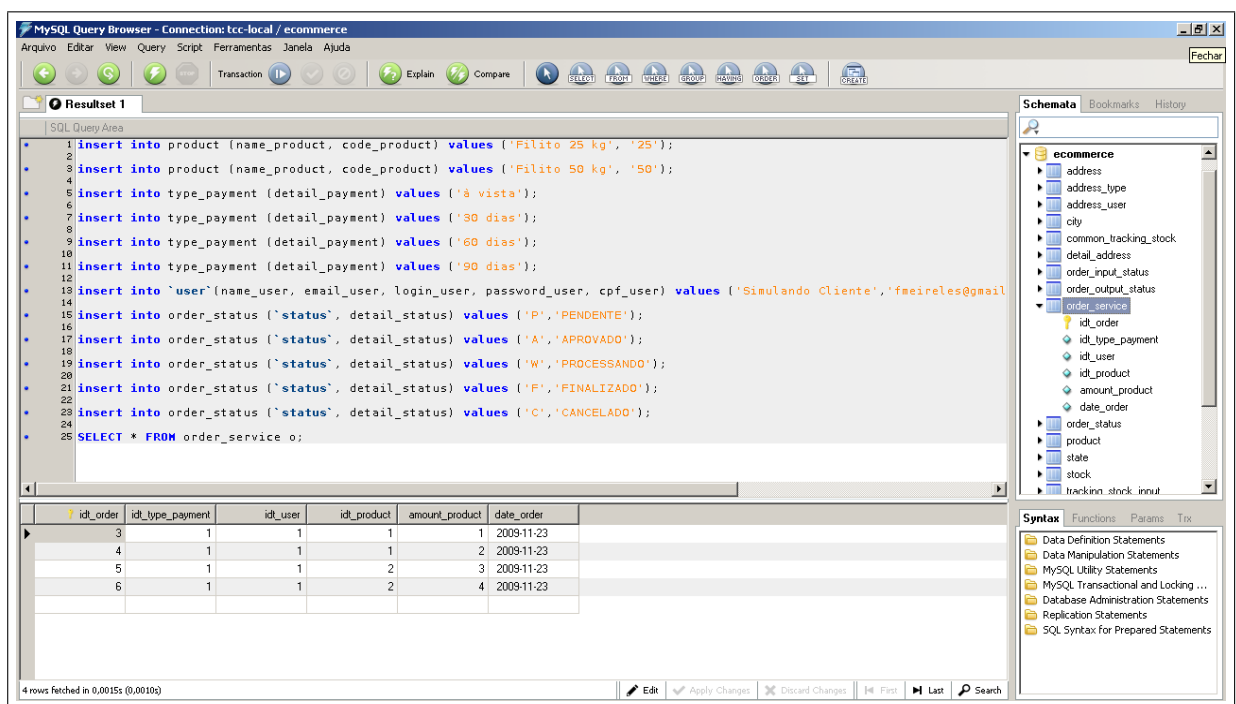 MySQL Query Browser - Connection: tcc-local / ecommerce
Arquivo Editar View Query Script Ferramentas Janela Ajuda
Fechar
Transaction Explain Compare SELECT FROM WHERE GROUP HAVING ORDER SET CREATE
Resultset 1
SQL Query Area
1 insert into product (name_product, code_product) values ('Filito 25 kg', '25');
2
3 insert into product (name_product, code_product) values ('Filito 50 kg', '50');
4
5 insert into type_payment (detail_payment) values ('á vista');
6
7 insert into type_payment (detail_payment) values ('30 dias');
8
9 insert into type_payment (detail_payment) values ('60 dias');
10
11 insert into type_payment (detail_payment) values ('90 dias');
12
13 insert into `user`(name_user, email_user, login_user, password_user, cpf_user) values ('Simulando Cliente','fmeireles@gmail
14
15 insert into order_status (`status`, detail_status) values ('P','PENDENTE');
16
17 insert into order_status (`status`, detail_status) values ('A','APROVADO');
18
19 insert into order_status (`status`, detail_status) values ('W','PROCESSANDO');
20
21 insert into order_status (`status`, detail_status) values ('F','FINALIZADO');
22
23 insert into order_status (`status`, detail_status) values ('C','CANCELADO');
24
25 SELECT * FROM order_service o;
idt_order idt_type_payment idt_user idt_product amount_product date_order
3 1 1 1 1 2009-11-23
4 1 1 1 2 2009-11-23
5 1 1 2 3 2009-11-23
6 1 1 2 4 2009-11-23
4 rows fetched in 0,0015s (0,0010s)
Edit Apply Changes Discard Changes First Last Search
Schemata Bookmarks History
ecommerce
address
address_type
address_user
city
common_tracking_stock
detail_address
order_input_status
order_output_status
order_service
idt_order
idt_type_payment
idt_user
idt_product
amount_product
date_order
order_status
product
state
stock
tracking_stock_input
Syntax Functions Params Trx
Data Definition Statements
Data Manipulation Statements
MySQL Utility Statements
MySQL Transactional and Locking ...
Database Administration Statements
Replication Statements
SQL Syntax for Prepared Statements